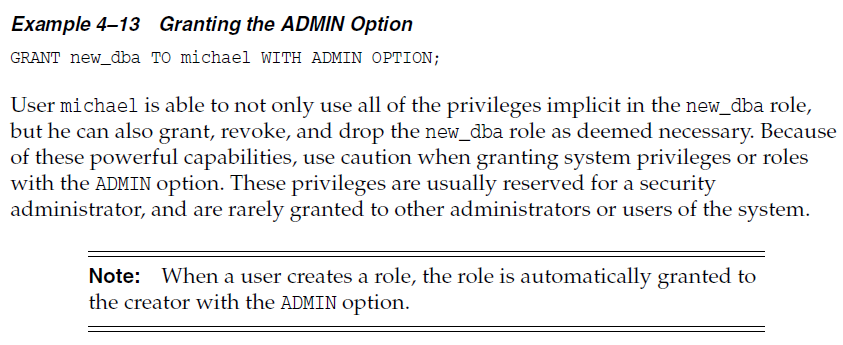 Example 4–13 Granting the ADMIN Option
GRANT new_dba TO michael WITH ADMIN OPTION;
User michael is able to not only use all of the privileges implicit in the new_dba role,
but he can also grant, revoke, and drop the new_dba role as deemed necessary. Because
of these powerful capabilities, use caution when granting system privileges or roles
with the ADMIN option. These privileges are usually reserved for a security
administrator, and are rarely granted to other administrators or users of the system.
Note: When a user creates a role, the role is automatically granted to
the creator with the ADMIN option.